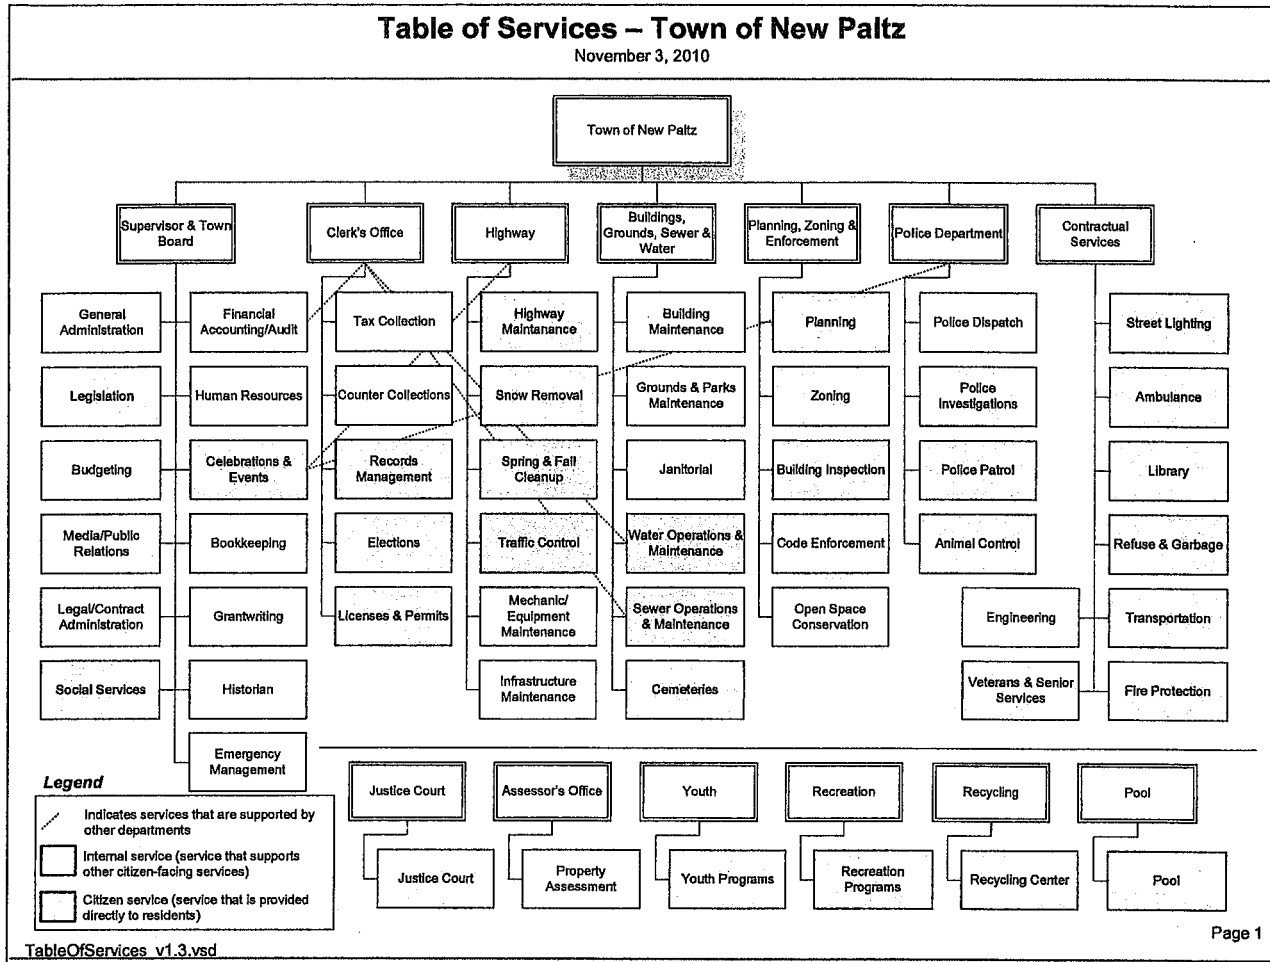 Table of Services – Town of New Paltz
November 3, 2010
Town of New Paltz
Supervisor & Town
Board
Clerk's Office
Highway
Buildings,
Grounds, Sewer &
Water
Planning, Zoning &
Enforcement
Police Department
Contractual
Services
General
Administration
Financial
Accounting/Audit
Tax Collection
Highway
Maintanance
Building
Maintenance
Planning
Police Dispatch
Street Lighting
Legislation
Human Resources
Counter Collections
Snow Removal
Grounds & Parks
Maintenance
Zoning
Police
Investigations
Ambulance
Budgeting
Celebrations &
Events
Records
Management
Spring & Fall
Cleanup
Janitorial
Building Inspection
Police Patrol
Library
Media/Public
Relations
Bookkeeping
Elections
Traffic Control
Water Operations &
Maintenance
Code Enforcement
Animal Control
Refuse & Garbage
Legal/Contract
Administration
Grantwriting
Licenses & Permits
Mechanic/
Equipment
Maintenance
Sewer Operations
& Maintenance
Open Space
Conservation
Engineering
Transportation
Social Services
Historian
Infrastructure
Maintenance
Cemeteries
Veterans & Senior
Services
Fire Protection
Emergency
Management
Legend
Indicates services that are supported by
other departments
Internal service (service that supports
other citizen-facing services)
Citizen service (service that is provided
directly to residents)
Justice Court
Assessor's Office
Youth
Recreation
Recycling
Pool
Justice Court
Property
Assessment
Youth Programs
Recreation
Programs
Recycling Center
Pool
Page 1
TableOfServices_v1.3.vsd